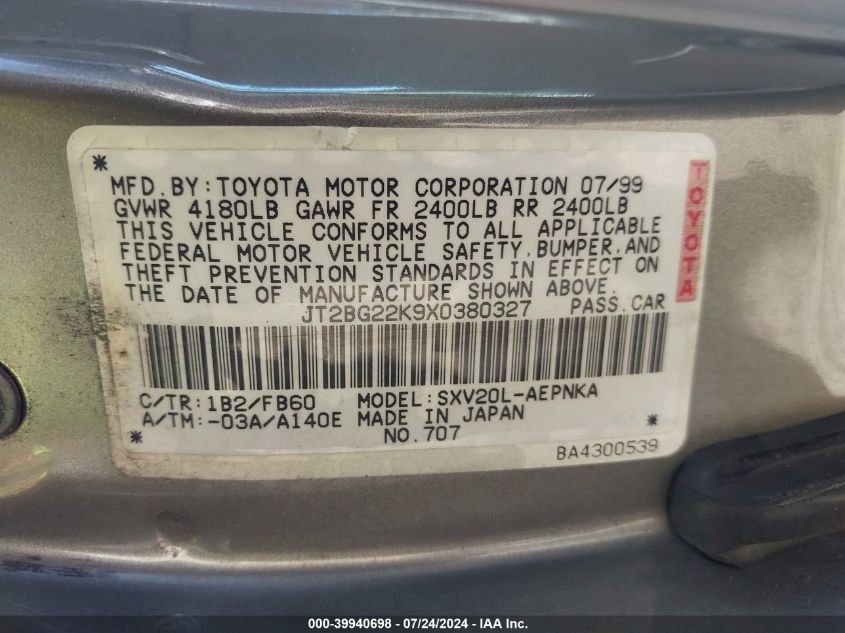 *
MFD. BY: TOYOTA MOTOR CORPORATION 07/99
GVWR 4180LB GAWR FR 2400LB RR 2400LB
THIS VEHICLE CONFORMS TO ALL APPLICABLE
FEDERAL MOTOR VEHICLE SAFETY, BUMPER, AND
THEFT PREVENTION STANDARDS IN EFFECT ON
THE DATE OF MANUFACTURE SHOWN ABOVE.
JT2BG22K9X0380327 PASS. CAR
TOYOTA
C/TR: 1B2/FB60 MODEL: SXV20L-AEPNKA
A/TM: -03A/A140E MADE IN JAPAN *
* NO. 707
BA4300539
000-39940698 - 07/24/2024 - IAA Inc.